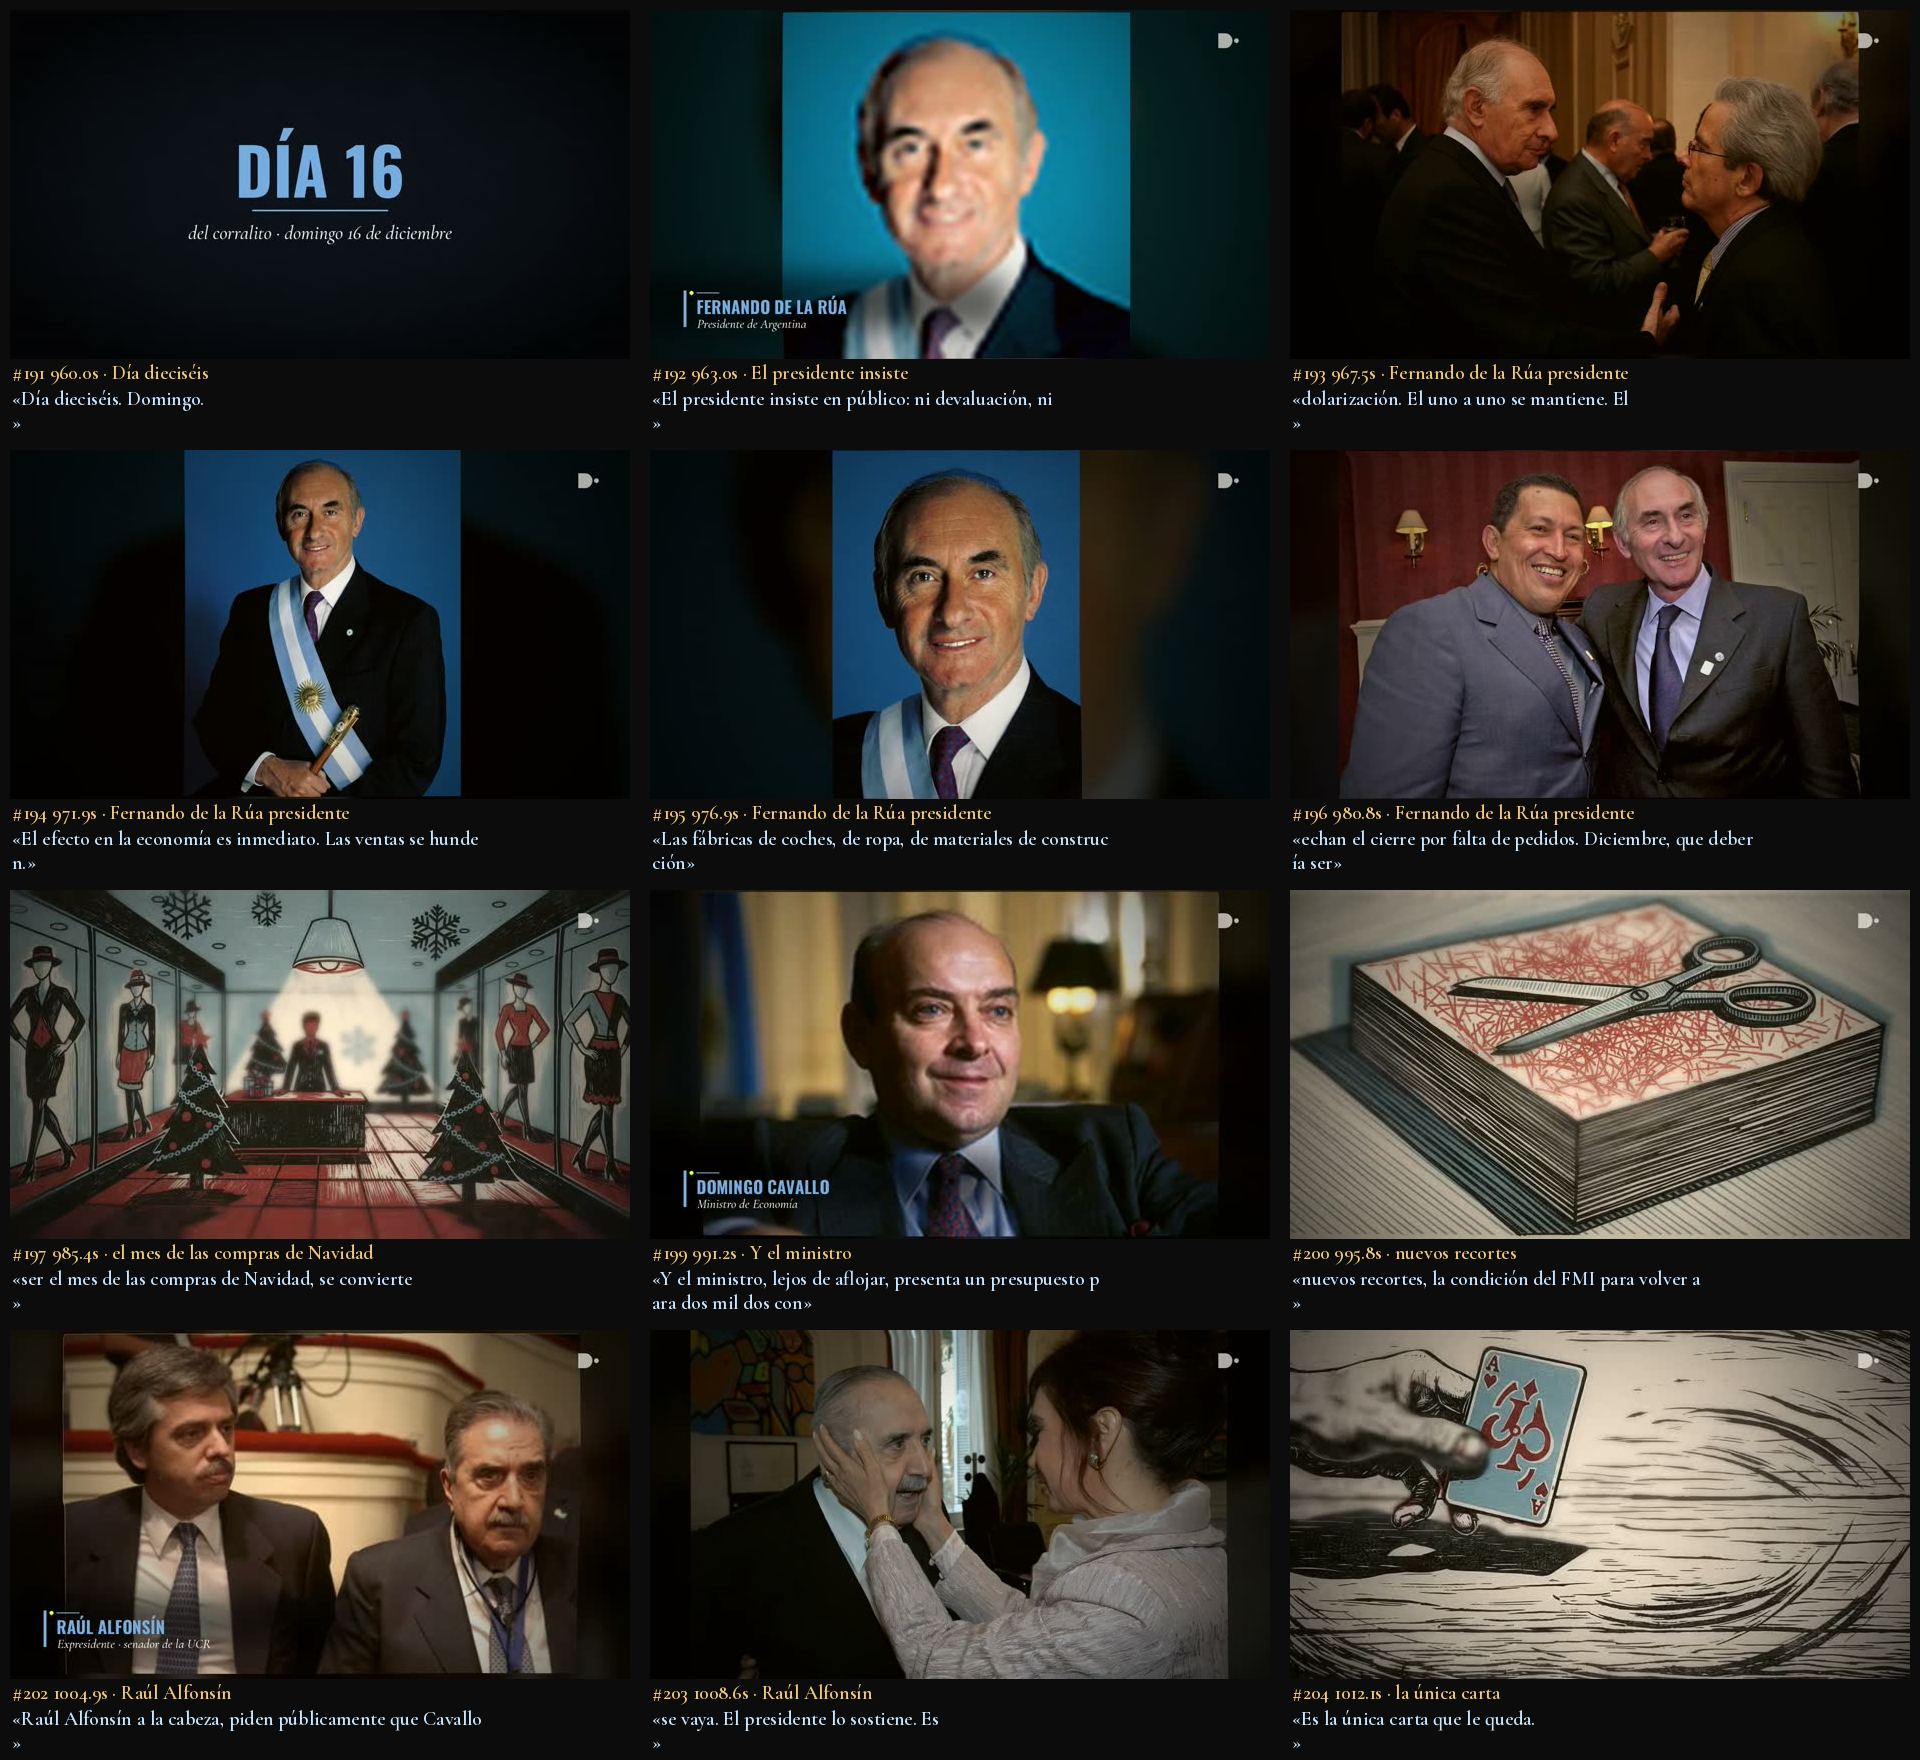 DÍA 16
del corralito · domingo 16 de diciembre
#191 960.0s · Día dieciséis
«Día dieciséis. Domingo.
»
FERNANDO DE LA RÚA
Presidente de Argentina
#192 963.0s · El presidente insiste
«El presidente insiste en público: ni devaluación, ni
»
#193 967.5s · Fernando de la Rúa presidente
«dolarización. El uno a uno se mantiene. El
»
#194 971.9s · Fernando de la Rúa presidente
«El efecto en la economía es inmediato. Las ventas se hunde
n.»
#195 976.9s · Fernando de la Rúa presidente
«Las fábricas de coches, de ropa, de materiales de construc
ción»
#196 980.8s · Fernando de la Rúa presidente
«echan el cierre por falta de pedidos. Diciembre, que deber
ía ser»
#197 985.4s · el mes de las compras de Navidad
«ser el mes de las compras de Navidad, se convierte
»
DOMINGO CAVALLO
Ministro de Economía
#199 991.2s · Y el ministro
«Y el ministro, lejos de aflojar, presenta un presupuesto p
ara dos mil dos con»
#200 995.8s · nuevos recortes
«nuevos recortes, la condición del FMI para volver a
»
RAÚL ALFONSÍN
Expresidente · senador de la UCR
#202 1004.9s · Raúl Alfonsín
«Raúl Alfonsín a la cabeza, piden públicamente que Cavallo
»
#203 1008.6s · Raúl Alfonsín
«se vaya. El presidente lo sostiene. Es
»
A
A
#204 1012.1s · la única carta
«Es la única carta que le queda.
»